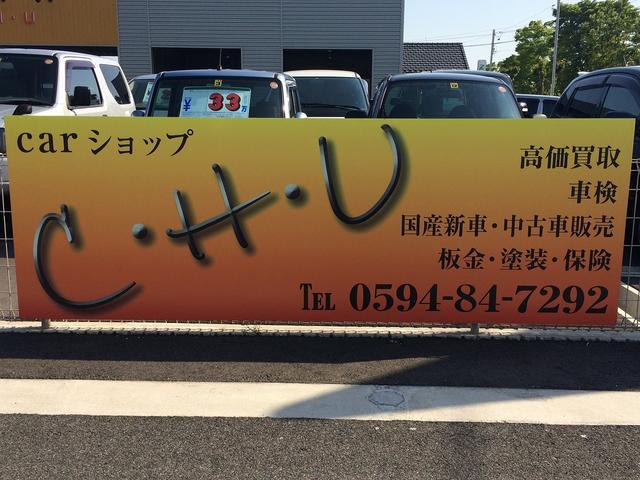 I・U
¥33万
carショップ
C・H・U
高価買取
車検
国産新車・中古車販売
板金・塗装・保険
TEL 0594-84-7292